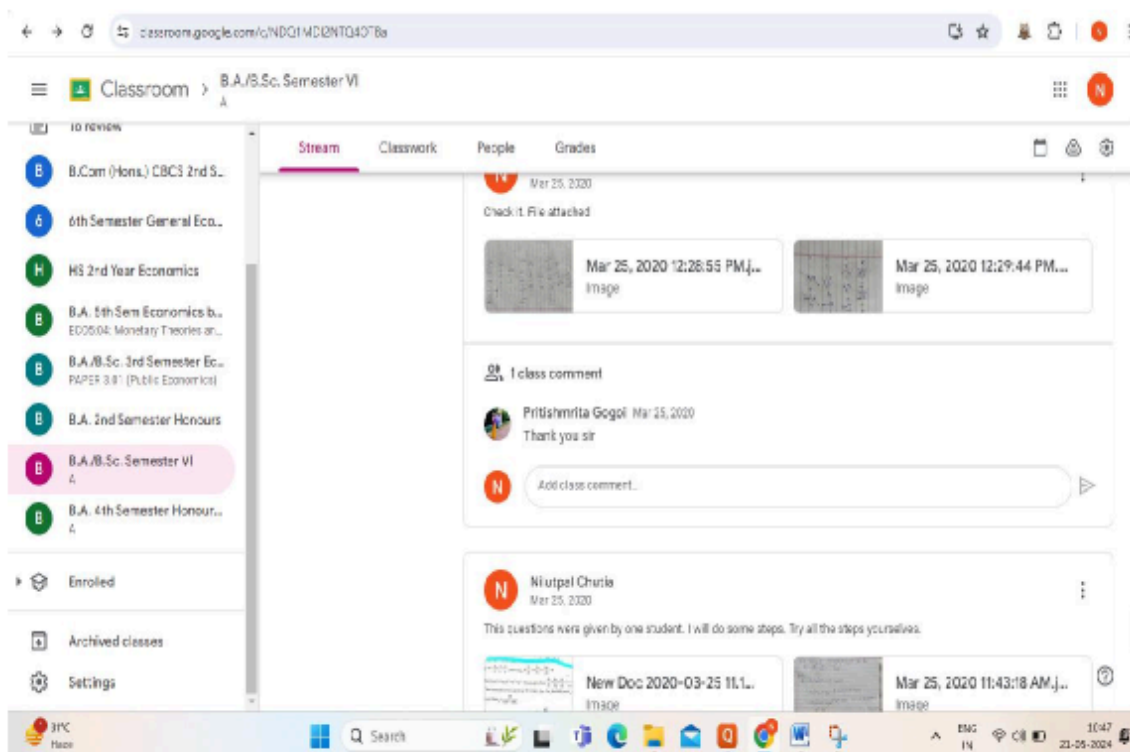 Classroom > B.A./B.Sc. Semester VI
A
To review
B.Com (Hons.) CBCS 2nd S...
6th Semester General Eco...
HS 2nd Year Economics
B.A. 5th Sem Economics b...
ECO5:04: Monetary Theories an...
B.A./B.Sc. 3rd Semester Ec...
PAPER 3.01 (Public Economics)
B.A. 2nd Semester Honours
B.A./B.Sc. Semester VI
A
B.A. 4th Semester Honour...
A
Enrolled
Archived classes
Settings
Stream Classwork People Grades
Mar 25, 2020
Check it. File attached
Mar 25, 2020 12:28:55 PM.j...
Image
Mar 25, 2020 12:29:44 PM....
Image
1 class comment
Pritishmrita Gogoi Mar 25, 2020
Thank you sir
N
Add class comment...
N
Nilutpal Chutia
Mar 25, 2020
This questions were given by one student. I will do some steps. Try all the steps yourselves.
New Doc 2020-03-25 11.1...
Image
Mar 25, 2020 11:43:18 AM.j...
Image
31°C
Haze
Search
ENG
IN
10:47
21-05-2024